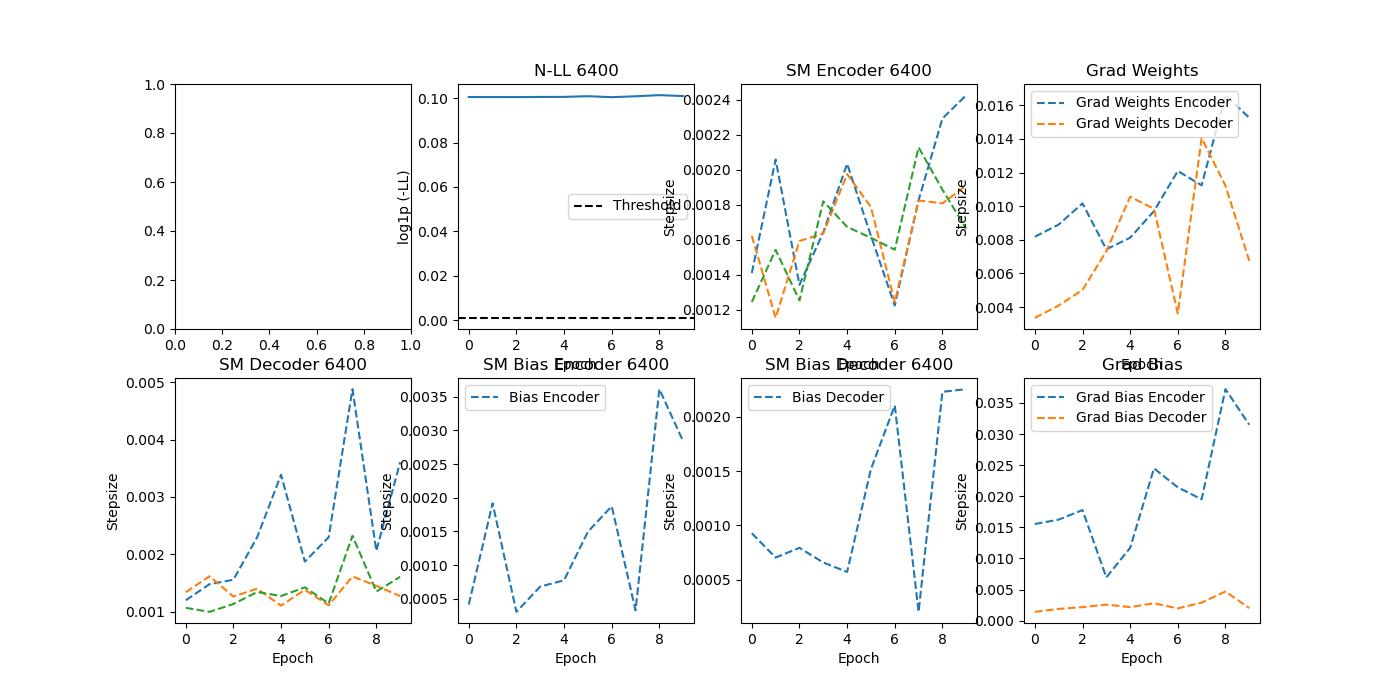 N-LL 6400
SM Encoder 6400
Grad Weights
1.0
0.8
0.6
0.4
0.2
0.0
0.0 0.2 0.4 0.6 0.8 1.0
log1p (-LL)
0.10
0.08
0.06
0.04
0.02
0.00
Threshold
0 2 4 6 8
Epoch
Stepsize
0.0024
0.0022
0.0020
0.0018
0.0016
0.0014
0.0012
0 2 4 6 8
Epoch
Stepsize
0.016
0.014
0.012
0.010
0.008
0.006
0.004
Grad Weights Encoder
Grad Weights Decoder
0 2 4 6 8
Epoch
SM Decoder 6400
SM Bias Encoder 6400
SM Bias Decoder 6400
Grad Bias
Stepsize
0.005
0.004
0.003
0.002
0.001
0 2 4 6 8
Epoch
Stepsize
0.0035
0.0030
0.0025
0.0020
0.0015
0.0010
0.0005
Bias Encoder
0 2 4 6 8
Epoch
Stepsize
0.0020
0.0015
0.0010
0.0005
Bias Decoder
0 2 4 6 8
Epoch
Stepsize
0.035
0.030
0.025
0.020
0.015
0.010
0.005
0.000
Grad Bias Encoder
Grad Bias Decoder
0 2 4 6 8
Epoch